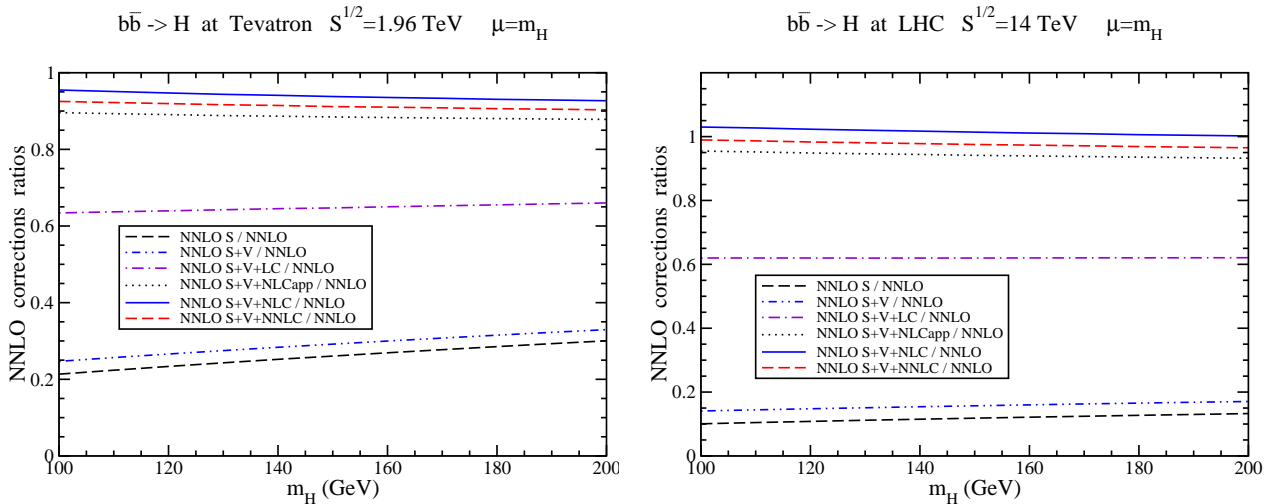 bb̄ -> H at Tevatron S^1/2=1.96 TeV μ=m_H
NNLO corrections ratios
1
0.8
0.6
0.4
0.2
0
NNLO S / NNLO
NNLO S+V / NNLO
NNLO S+V+LC / NNLO
NNLO S+V+NLCapp / NNLO
NNLO S+V+NLC / NNLO
NNLO S+V+NNLC / NNLO
100 120 140 160 180 200
m_H (GeV)
bb̄ -> H at LHC S^1/2=14 TeV μ=m_H
NNLO corrections ratios
1
0.8
0.6
0.4
0.2
0
NNLO S / NNLO
NNLO S+V / NNLO
NNLO S+V+LC / NNLO
NNLO S+V+NLCapp / NNLO
NNLO S+V+NLC / NNLO
NNLO S+V+NNLC / NNLO
100 120 140 160 180 200
m_H (GeV)